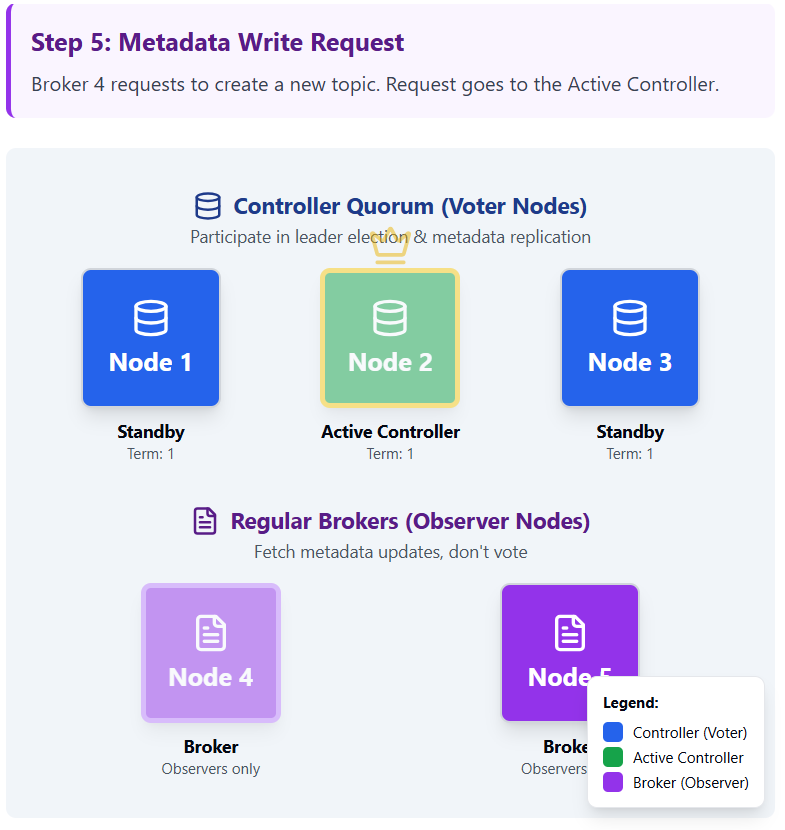 Step 5: Metadata Write Request
Broker 4 requests to create a new topic. Request goes to the Active Controller.
Controller Quorum (Voter Nodes)
Participate in leader election & metadata replication
Node 1
Node 2
Node 3
Standby
Active Controller
Standby
Term: 1
Term: 1
Term: 1
Regular Brokers (Observer Nodes)
Fetch metadata updates, don't vote
Node 4
Node 5
Broker
Observers only
Observers
Legend:
Controller (Voter)
Active Controller
Broker (Observer)